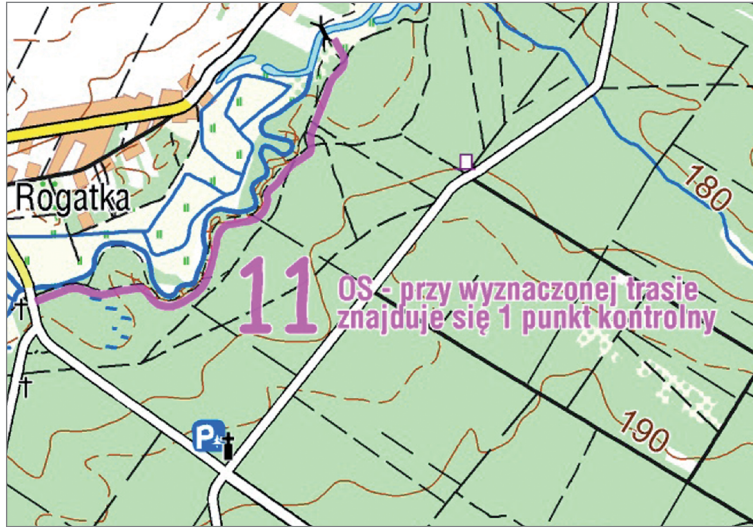 Rogatka
180
11
OS - przy wyznaczonej trasie
znajduje się 1 punkt kontrolny
190
P